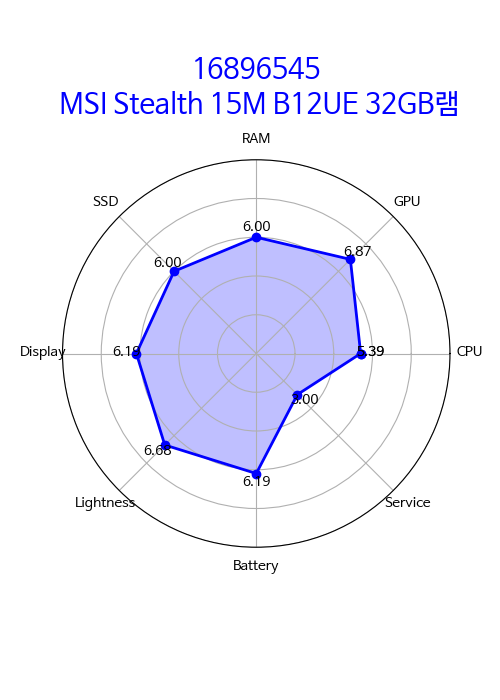 16896545
MSI Stealth 15M B12UE 32GB램
RAM
SSD
GPU
6.00
6.87
6.00
Display
6.19
5.39
CPU
3.00
6.68
6.19
Lightness
Service
Battery